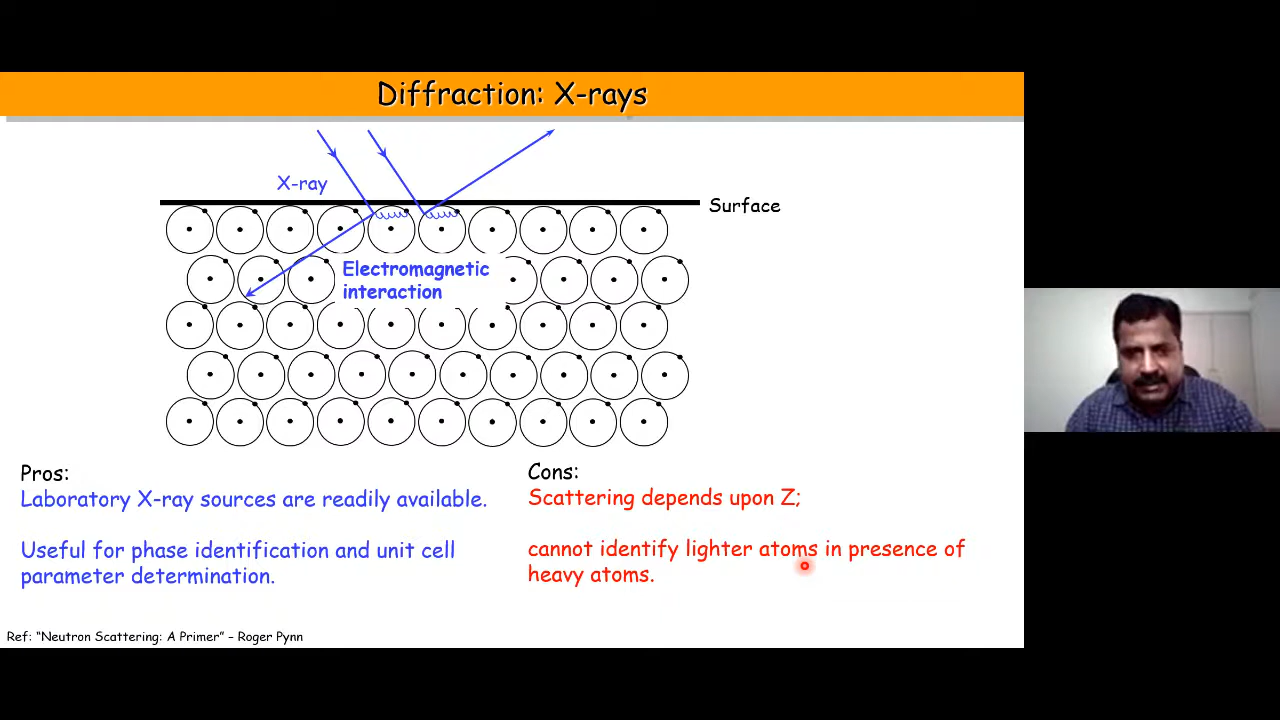 Diffraction: X-rays
X-ray
Surface
Electromagnetic
interaction
Pros:
Laboratory X-ray sources are readily available.
Useful for phase identification and unit cell
parameter determination.
Cons:
Scattering depends upon Z;
cannot identify lighter atoms in presence of
heavy atoms.
Ref: “Neutron Scattering: A Primer” – Roger Pynn